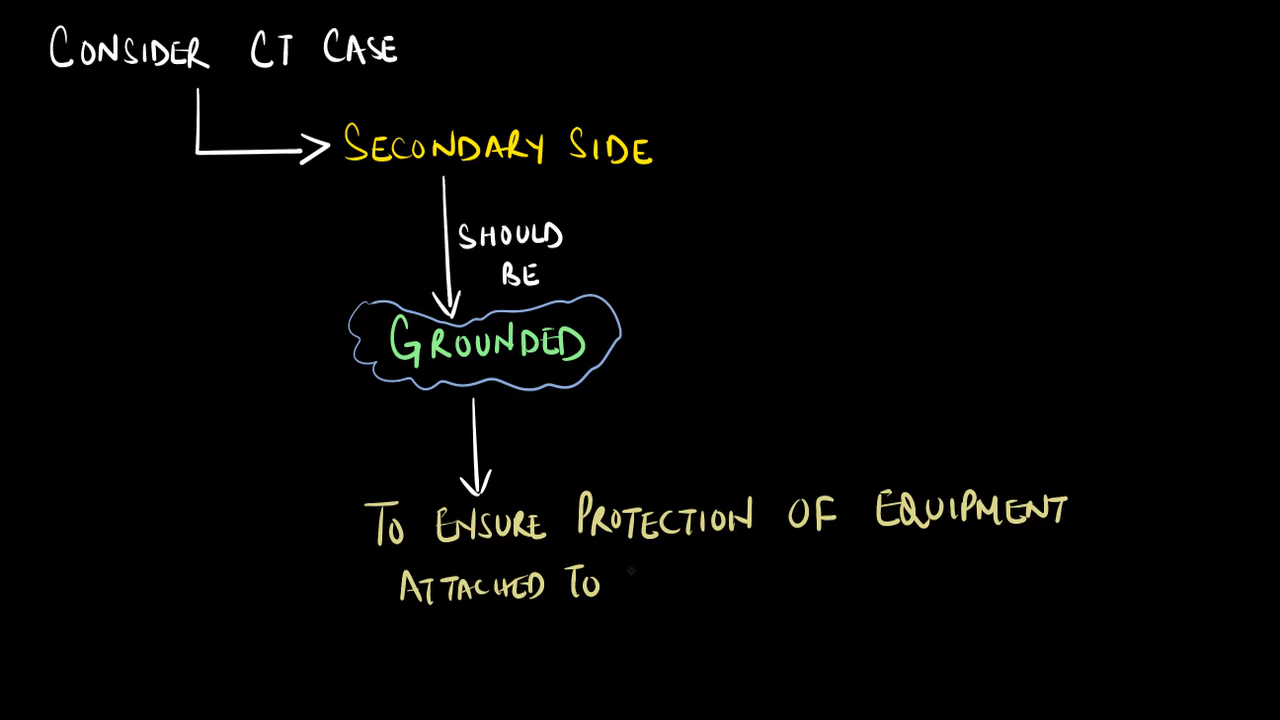 CONSIDER CT CASE
SECONDARY SIDE
SHOULD
BE
GROUNDED
TO ENSURE PROTECTION OF EQUIPMENT
ATTACHED TO